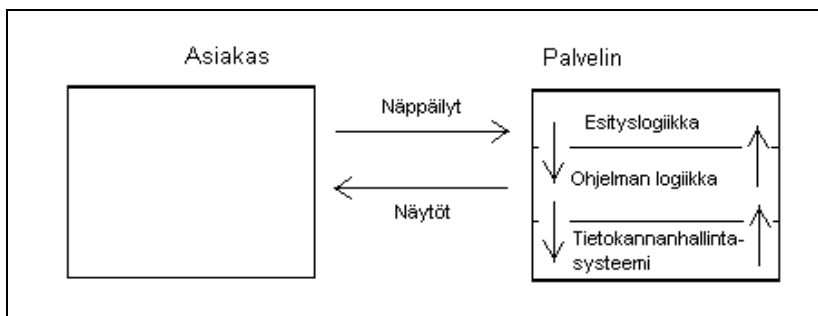 Asiakas
Palvelin
Näppäilyt
Näytöt
Esityslogiikka
Ohjelman logiikka
Tietokannanhallinta-
systeemi